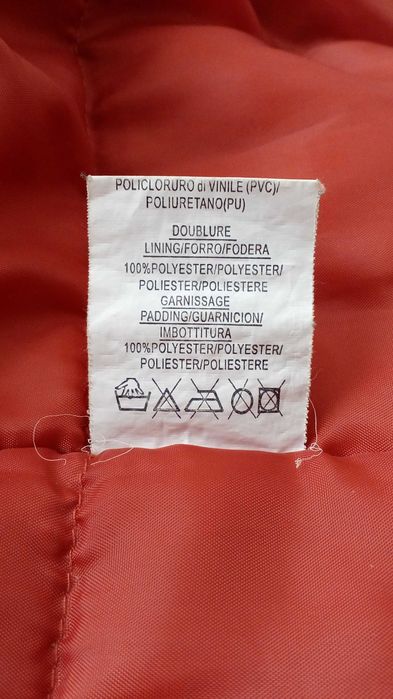 POLICLORURO di VINILE (PVC)/
POLIURETANO(PU)
DOUBLURE
LINING/FORRO/FODERA
100%POLYESTER/POLYESTER/
POLIESTER/POLIESTERE
GARNISSAGE
PADDING/GUARNICION/
IMBOTTITURA
100%POLYESTER/POLYESTER/
POLIESTER/POLIESTERE